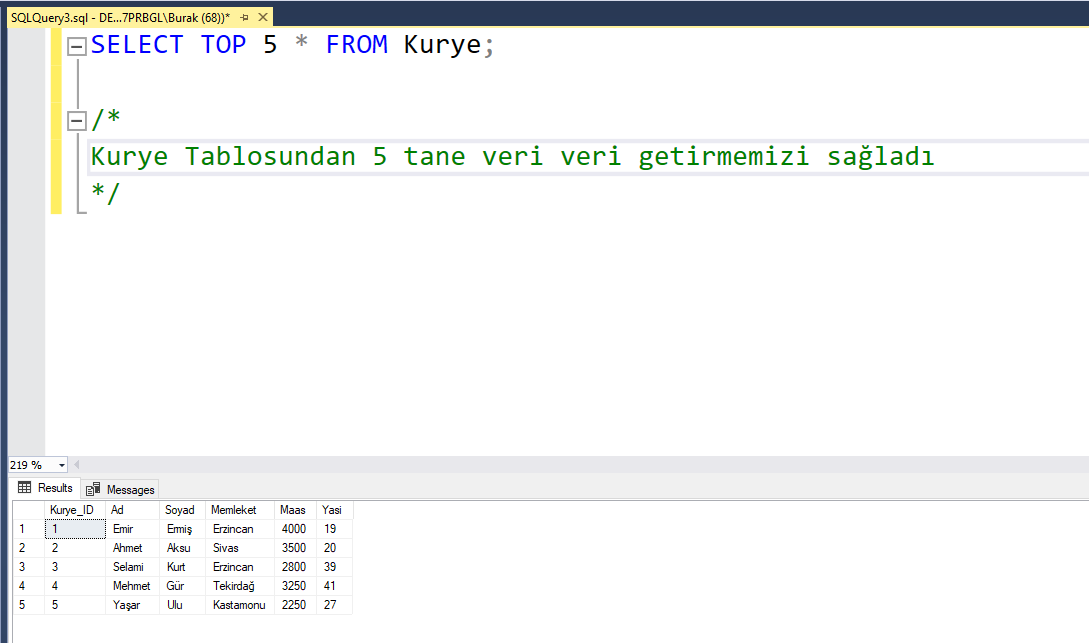 SQLQuery3.sql - DE...7PRBGL\Burak (68))*
SELECT TOP 5 * FROM Kurye;
/*
Kurye Tablosundan 5 tane veri veri getirmemizi sağladı
*/
219 %
Results Messages
Kurye_ID Ad Soyad Memleket Maas Yasi
1 1 Emir Ermiş Erzincan 4000 19
2 2 Ahmet Aksu Sivas 3500 20
3 3 Selami Kurt Erzincan 2800 39
4 4 Mehmet Gür Tekirdağ 3250 41
5 5 Yaşar Ulu Kastamonu 2250 27